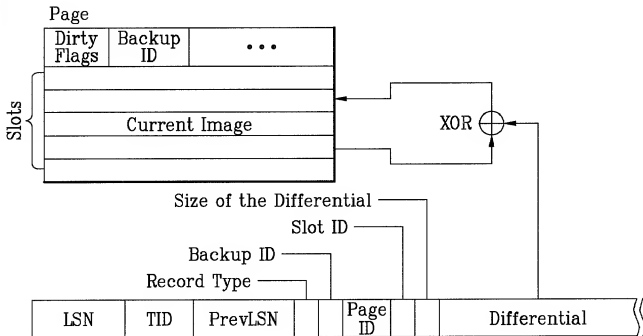 Page
Dirty Flags
Backup ID
•••
Slots
Current Image
XOR
Size of the Differential
Slot ID
Backup ID
Record Type
LSN
TID
PrevLSN
Page ID
Differential